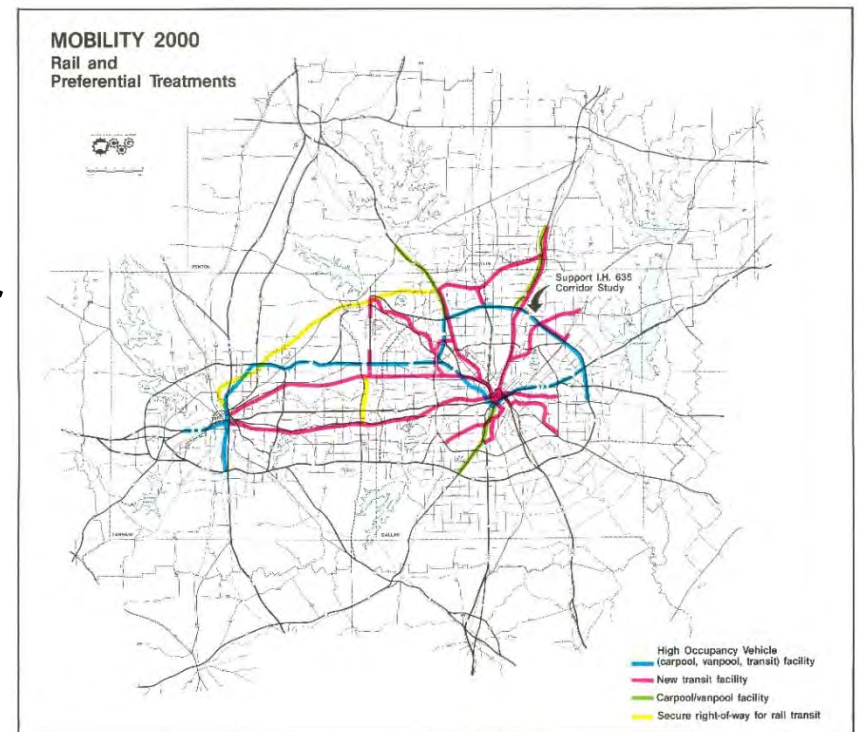 MOBILITY 2000
Rail and
Preferential Treatments
Support I.H. 635
Corridor Study
DENTON
TARRANT
DALLAS
High Occupancy Vehicle
(carpool, vanpool, transit) facility
New transit facility
Carpool/vanpool facility
Secure right-of-way for rail transit